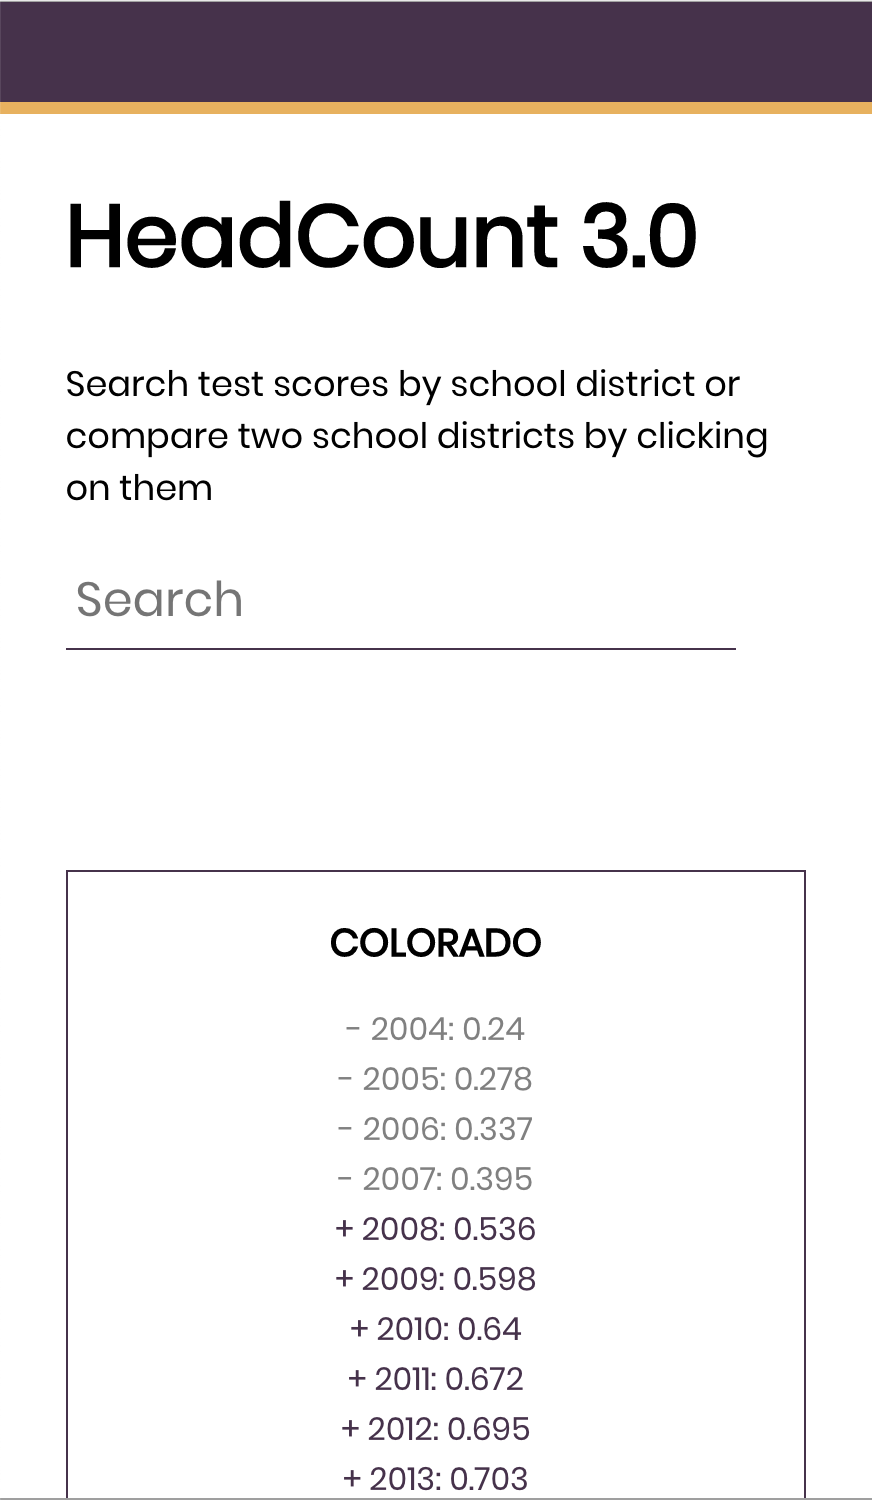 HeadCount 3.0
Search test scores by school district or
compare two school districts by clicking
on them
Search
COLORADO
- 2004: 0.24
- 2005: 0.278
- 2006: 0.337
- 2007: 0.395
+ 2008: 0.536
+ 2009: 0.598
+ 2010: 0.64
+ 2011: 0.672
+ 2012: 0.695
+ 2013: 0.703